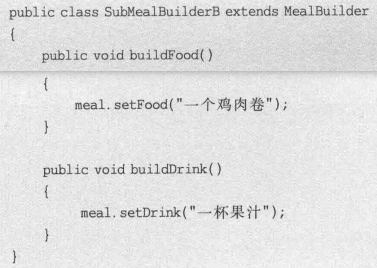 public class SubMealBuilderB extends MealBuilder
{
public void buildFood()
{
meal.setFood("一个鸡肉卷");
}
public void buildDrink()
{
meal.setDrink("一杯果汁");
}
}